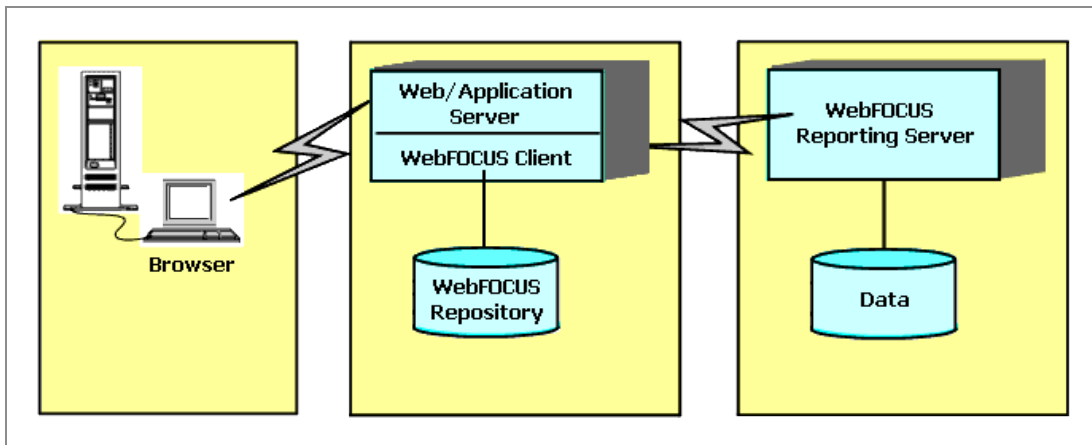 Browser
Web/Application
Server
WebFOCUS Client
WebFOCUS
Repository
WebFOCUS
Reporting Server
Data